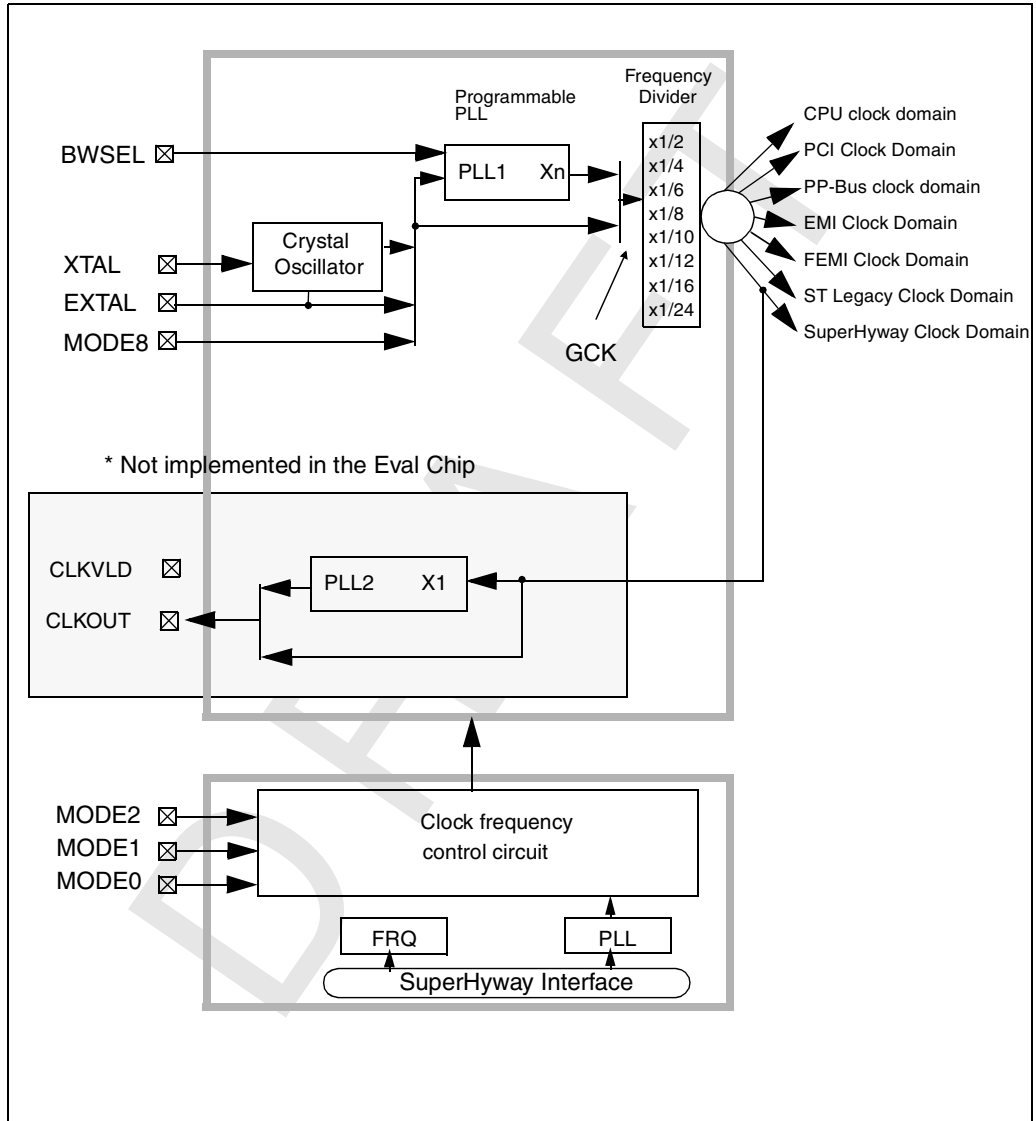 Programmable
PLL
Frequency
Divider
BWSEL
PLL1 Xn
x1/2
x1/4
x1/6
x1/8
x1/10
x1/12
x1/16
x1/24
CPU clock domain
PCI Clock Domain
PP-Bus clock domain
EMI Clock Domain
FEMI Clock Domain
ST Legacy Clock Domain
SuperHyway Clock Domain
XTAL
Crystal
Oscillator
EXTAL
MODE8
GCK
* Not implemented in the Eval Chip
CLKVLD
PLL2 X1
CLKOUT
MODE2
MODE1
MODE0
Clock frequency
control circuit
FRQ
PLL
SuperHyway Interface
DRAFT